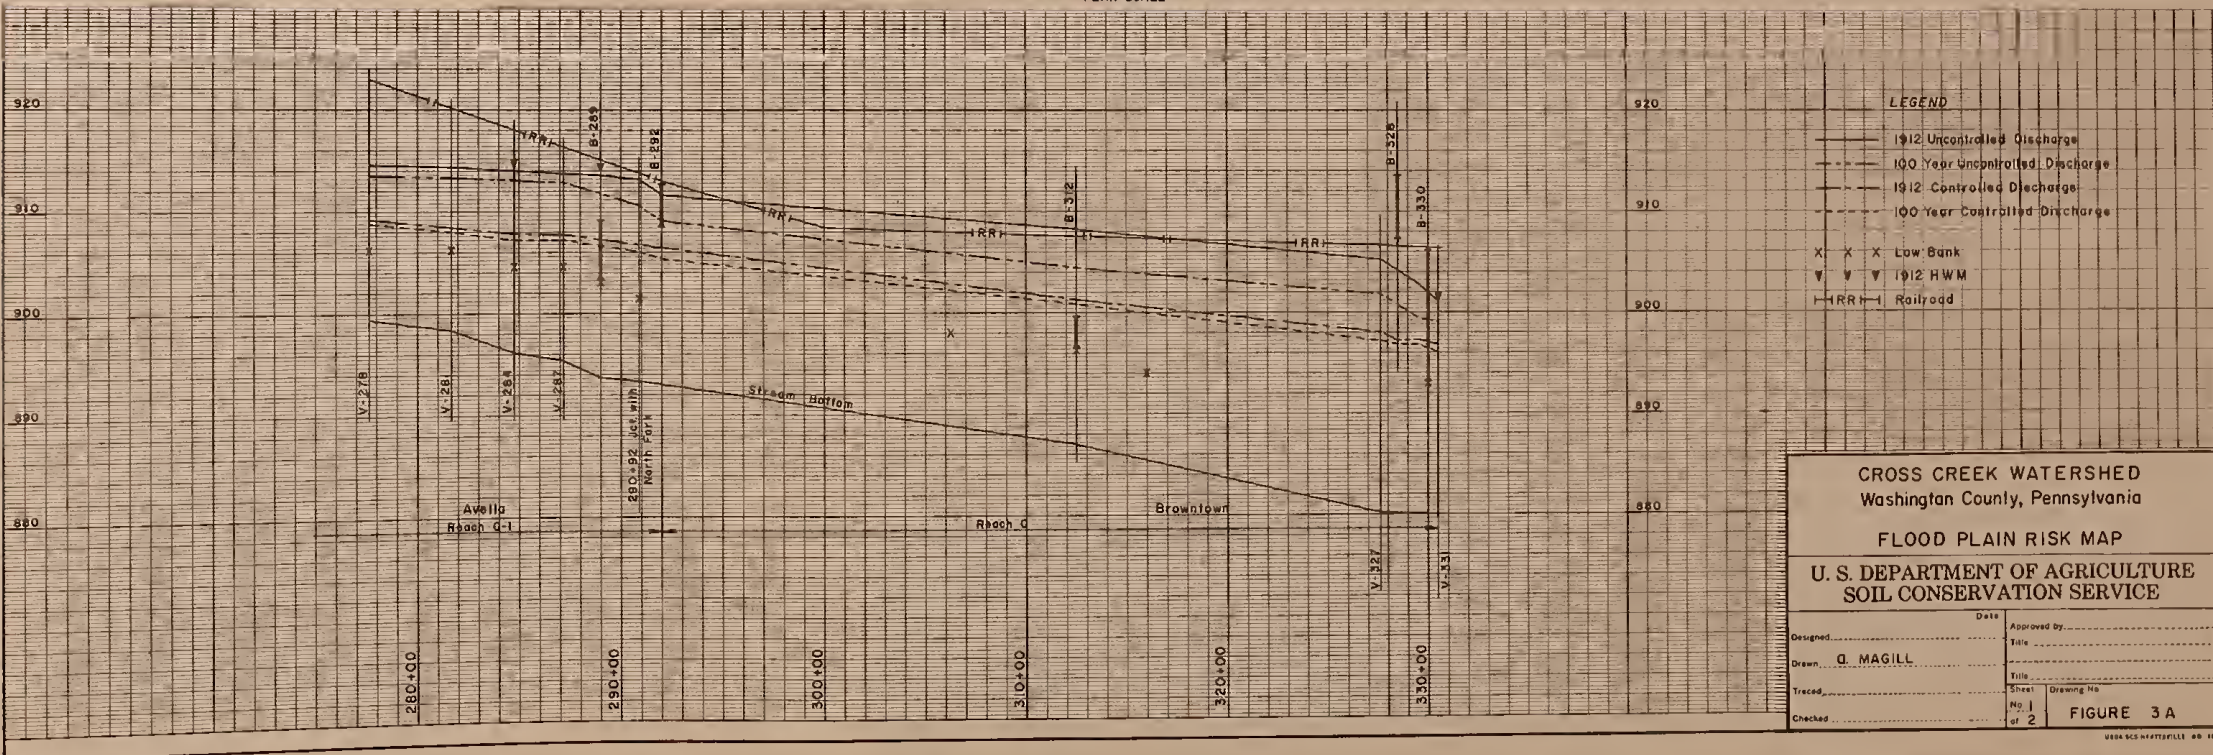 920
910
900
890
880
V-278
V-281
V-284
V-287
B-289
290+92 Jct. with
North Fork
B-292
B-312
B-328
B-330
V-327
V-331
RR
RR
RR
RR
Stream Bottom
Avella
Reach C-1
Reach C
Browntown
280+00
290+00
300+00
310+00
320+00
330+00
920
910
900
890
880
LEGEND
1912 Uncontrolled Discharge
100 Year Uncontrolled Discharge
1912 Controlled Discharge
100 Year Controlled Discharge
X X X Low Bank
1912 HWM
RR Railroad
CROSS CREEK WATERSHED
Washington County, Pennsylvania
FLOOD PLAIN RISK MAP
U. S. DEPARTMENT OF AGRICULTURE
SOIL CONSERVATION SERVICE
Date
Designed
Drawn A. MAGILL
Traced
Checked
Approved by
Title
Title
Sheet
No. 1
of 2
Drawing No
FIGURE 3 A